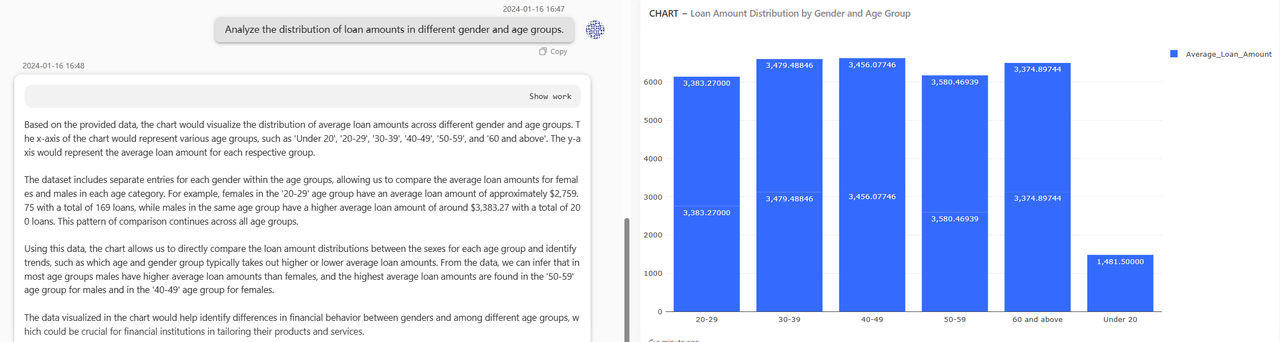 2024-01-16 16:47
Analyze the distribution of loan amounts in different gender and age groups.
Copy
2024-01-16 16:48
Show work
Based on the provided data, the chart would visualize the distribution of average loan amounts across different gender and age groups. T
he x-axis of the chart would represent various age groups, such as 'Under 20', '20-29', '30-39', '40-49', '50-59', and '60 and above'. The y-a
xis would represent the average loan amount for each respective group.
The dataset includes separate entries for each gender within the age groups, allowing us to compare the average loan amounts for femal
es and males in each age category. For example, females in the '20-29' age group have an average loan amount of approximately $2,759.
75 with a total of 169 loans, while males in the same age group have a higher average loan amount of around $3,383.27 with a total of 20
0 loans. This pattern of comparison continues across all age groups.
Using this data, the chart allows us to directly compare the loan amount distributions between the sexes for each age group and identify
trends, such as which age and gender group typically takes out higher or lower average loan amounts. From the data, we can infer that in
most age groups males have higher average loan amounts than females, and the highest average loan amounts are found in the '50-59'
age group for males and in the '40-49' age group for females.
The data visualized in the chart would help identify differences in financial behavior between genders and among different age groups, w
hich could be crucial for financial institutions in tailoring their products and services.
CHART – Loan Amount Distribution by Gender and Age Group
Average_Loan_Amount
6000
5000
4000
3000
2000
1000
0
3,383.27000
3,479.48846
3,456.07746
3,580.46939
3,374.89744
3,383.27000
3,479.48846
3,456.07746
3,580.46939
3,374.89744
1,481.50000
20-29
30-39
40-49
50-59
60 and above
Under 20